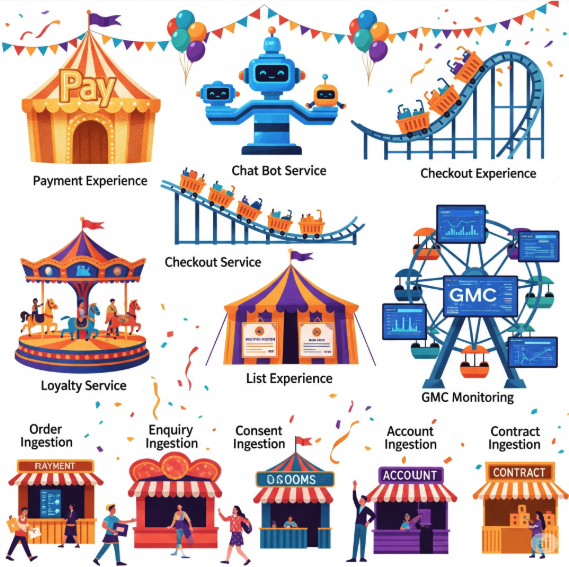 Pay
Payment Experience
Chat Bot Service
Checkout Experience
Checkout Service
Loyalty Service
List Experience
GMC
GMC Monitoring
Order
Ingestion
Enquiry
Ingestion
Consent
Ingestion
Account
Ingestion
Contract
Ingestion
RAYMENT
DGOOMS
ACCOUNT
CONTRACT